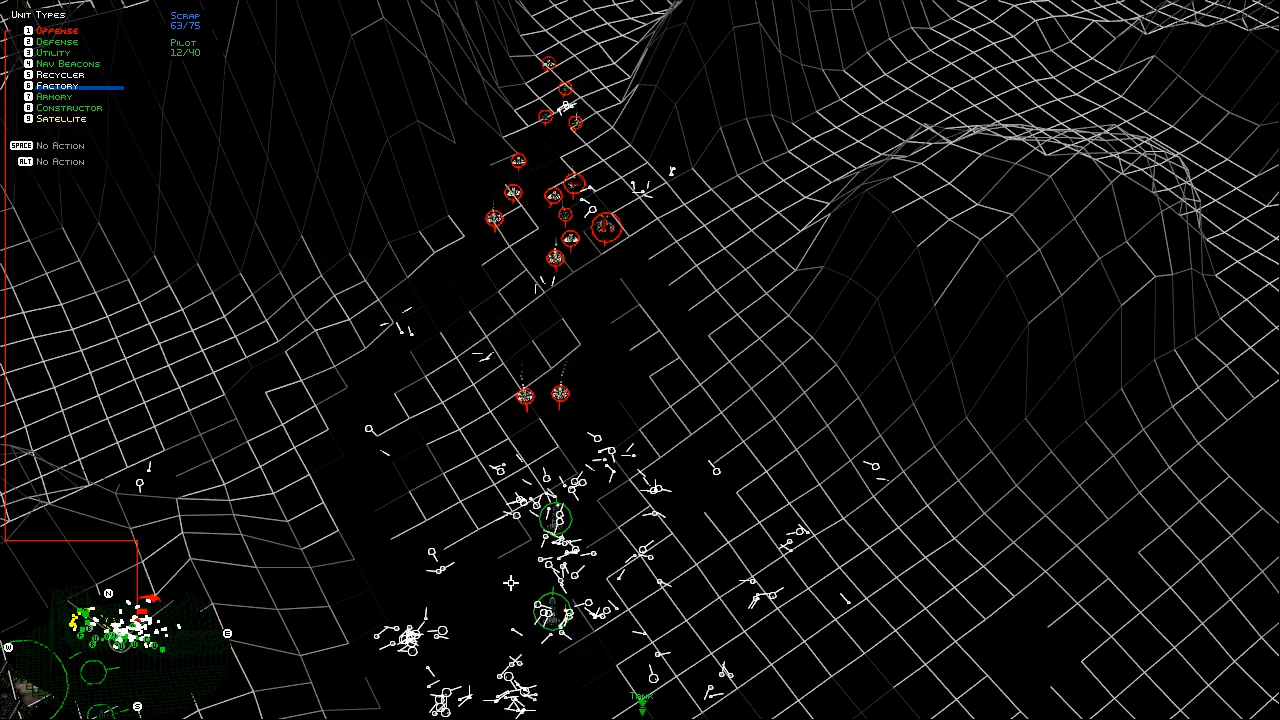 Unit Types
1 Offense
2 Defense
3 Utility
4 Nav Beacons
5 Recycler
6 Factory
7 Armory
8 Constructor
9 Satellite
SPACE No Action
ALT No Action
Scrap
63/75
Pilot
12/40
N
E
W
S
Tank